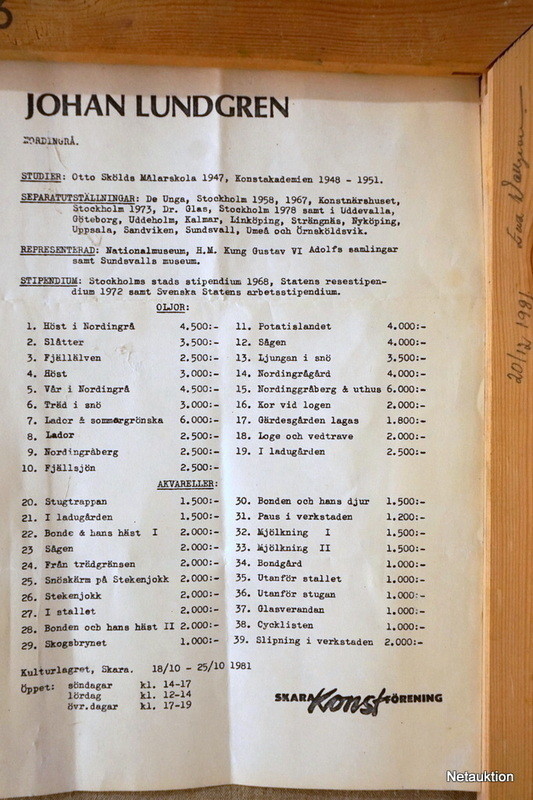 JOHAN LUNDGREN
NORDINGRÅ.
STUDIER: Otto Skölds Målarskola 1947, Konstakademien 1948 - 1951.
SEPARATUTSTÄLLNINGAR: De Unga, Stockholm 1958, 1967, Konstnärshuset,
Stockholm 1973, Dr. Glas, Stockholm 1978 samt i Uddevalla,
Göteborg, Uddeholm, Kalmar, Linköping, Strängnäs, Nyköping,
Uppsala, Sandviken, Sundsvall, Umeå och Örnsköldsvik.
REPRESENTERAD: Nationalmuseum, H.M. Kung Gustav VI Adolfs samlingar
samt Sundsvalls museum.
STIPENDIUM: Stockholms stads stipendium 1968, Statens resestipen-
dium 1972 samt Svenska Statens arbetsstipendium.
OLJOR:
1. Höst i Nordingrå 4.500:-
2. Slåtter 3.500:-
3. Fjällälven 2.500:-
4. Höst 3.000:-
5. Vår i Nordingrå 4.500:-
6. Träd i snö 3.000:-
7. Lador & sommargrönska 6.000:-
8. Lador 2.500:-
9. Nordingråberg 2.500:-
10. Fjällsjön 2.500:-
11. Potatislandet 4.000:-
12. Sågen 4.000:-
13. Ljungan i snö 3.500:-
14. Nordingrågård 4.000:-
15. Nordinggråberg & uthus 6.000:-
16. Kor vid logen 2.000:-
17. Gärdesgården lagas 1.800:-
18. Loge och vedtrave 2.000:-
19. I ladugården 2.500:-
AKVARELLER:
20. Stugtrappan 1.500:-
21. I ladugården 1.500:-
22. Bonde & hans häst I 2.000:-
23 Sågen 2.000:-
24. Från trädgränsen 2.000:-
25. Snöskärm på Stekenjokk 2.000:-
26. Stekenjokk 2.000:-
27. I stallet 2.000:-
28. Bonden och hans häst II 2.000:-
29. Skogsbrynet 1.000:-
30. Bonden och hans djur 1.500:-
31. Paus i verkstaden 1.200:-
32. Mjölkning I 1.500:-
33. Mjölkning II 1.500:-
34. Bondgård 1.000:-
35. Utanför stallet 1.000:-
36. Utanför stugan 1.000:-
37. Glasverandan 1.000:-
38. Cyklisten 1.000:-
39. Slipning i verkstaden 2.000:-
Kulturlagret, Skara. 18/10 - 25/10 1981
Öppet: söndagar kl. 14-17
lördag kl. 12-14
övr.dagar kl. 17-19
SKARA Konst FÖRENING
20/12 1981
Netauktion